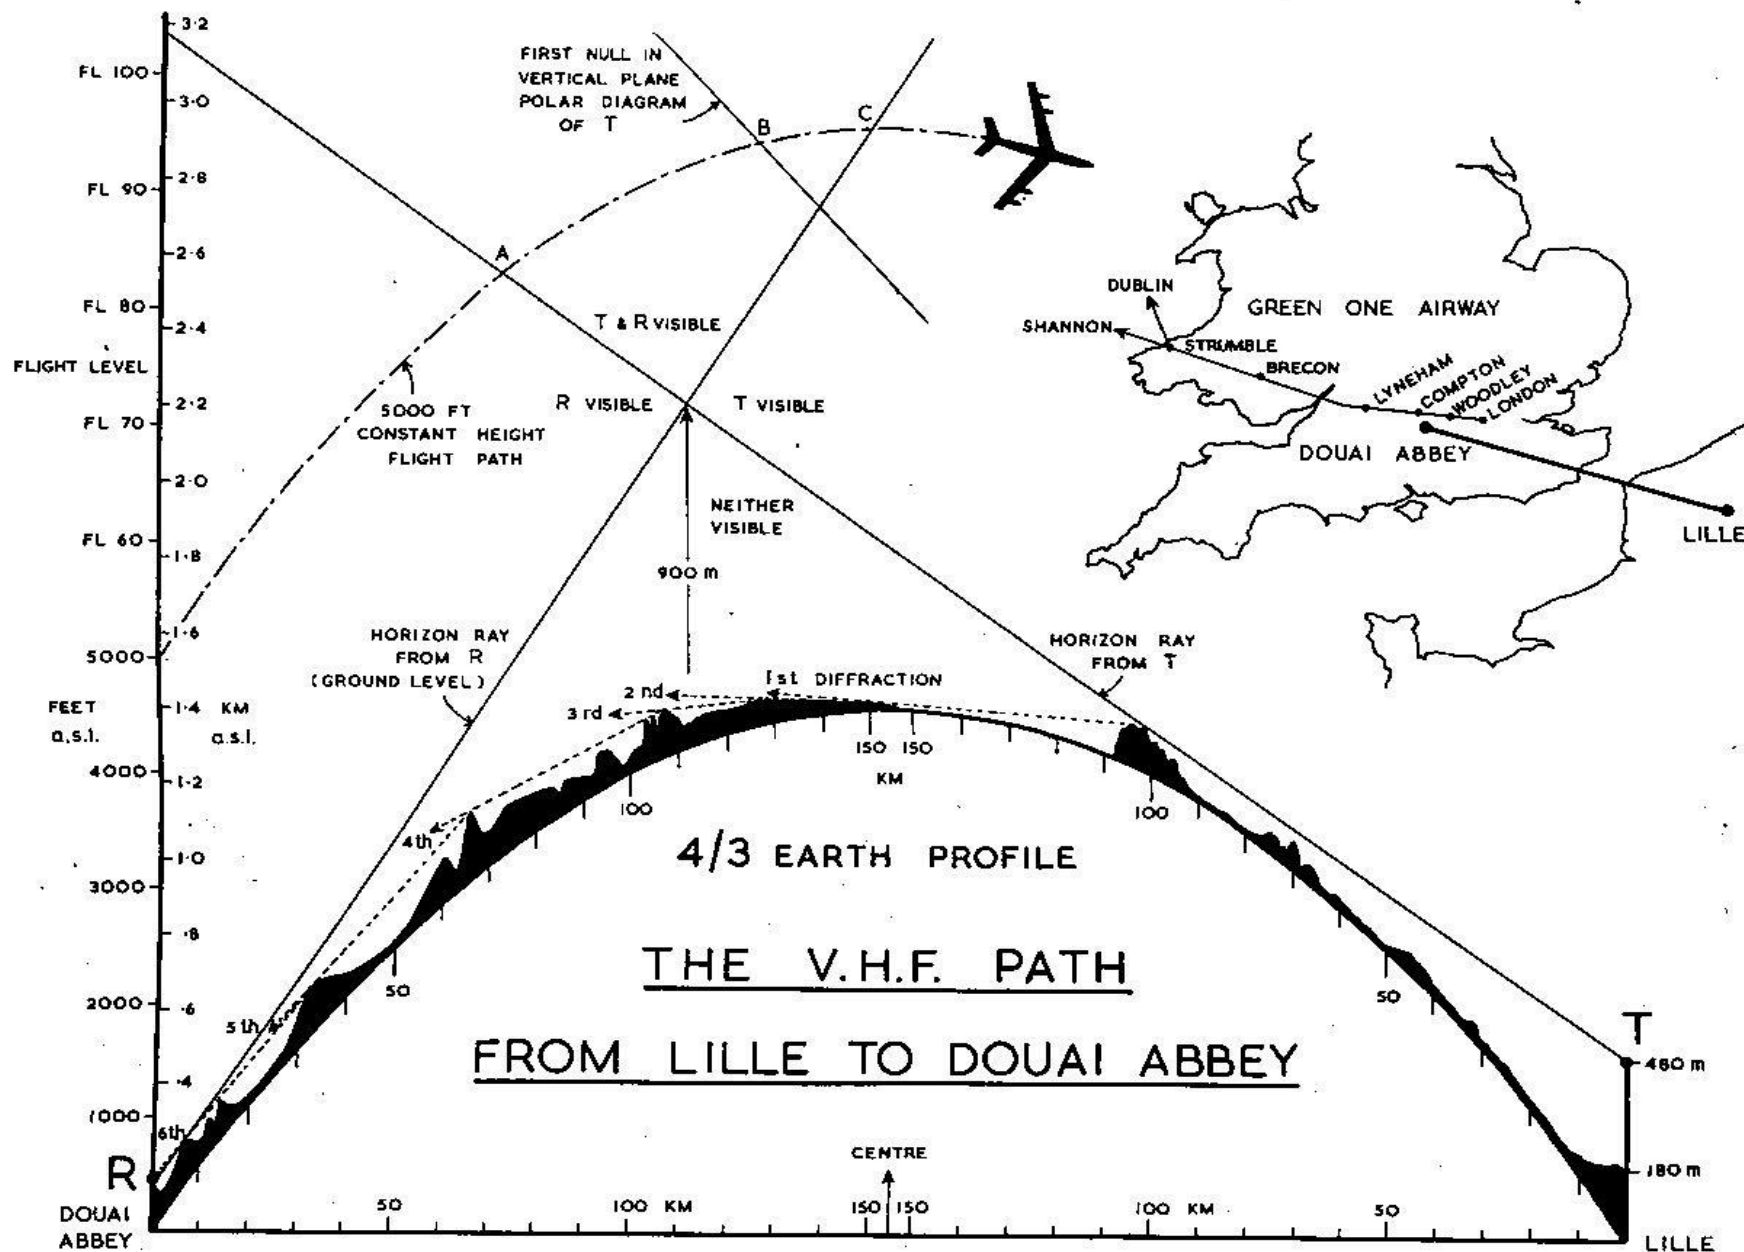 3.2
FL 100
3.0
FL 90
2.8
2.6
FL 80
2.4
FLIGHT LEVEL
2.2
FL 70
2.0
FL 60
1.8
1.6
5000
FEET
a.s.l.
1.4 KM
a.s.l.
4000
1.2
1.0
3000
.8
2000
.6
.4
1000
FIRST NULL IN
VERTICAL PLANE
POLAR DIAGRAM
OF T
A
B
C
T & R VISIBLE
R VISIBLE
T VISIBLE
NEITHER
VISIBLE
900 m
5000 FT
CONSTANT HEIGHT
FLIGHT PATH
HORIZON RAY
FROM R
(GROUND LEVEL)
HORIZON RAY
FROM T
1st DIFFRACTION
2nd
3rd
4th
5th
6th
50
100
150 150
KM
100
50
DUBLIN
SHANNON
GREEN ONE AIRWAY
STRUMBLE
BRECON
LYNEHAM
COMPTON
WOODLEY
LONDON
DOUAI ABBEY
LILLE
4/3 EARTH PROFILE
THE V.H.F. PATH
FROM LILLE TO DOUAI ABBEY
T
460 m
180 m
R
DOUAI
ABBEY
CENTRE
50
100 KM
150 150
100 KM
50
LILLE